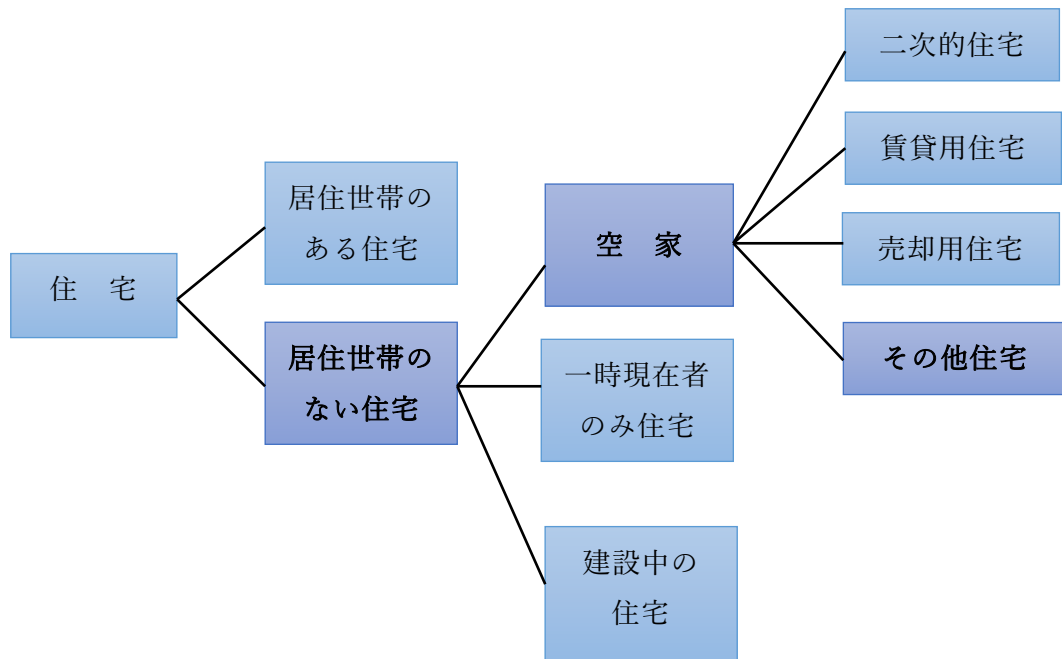 住　宅
居住世帯の
ある住宅
居住世帯の
ない住宅
空　家
一時現在者
のみ住宅
建設中の
住宅
二次的住宅
賃貸用住宅
売却用住宅
その他住宅